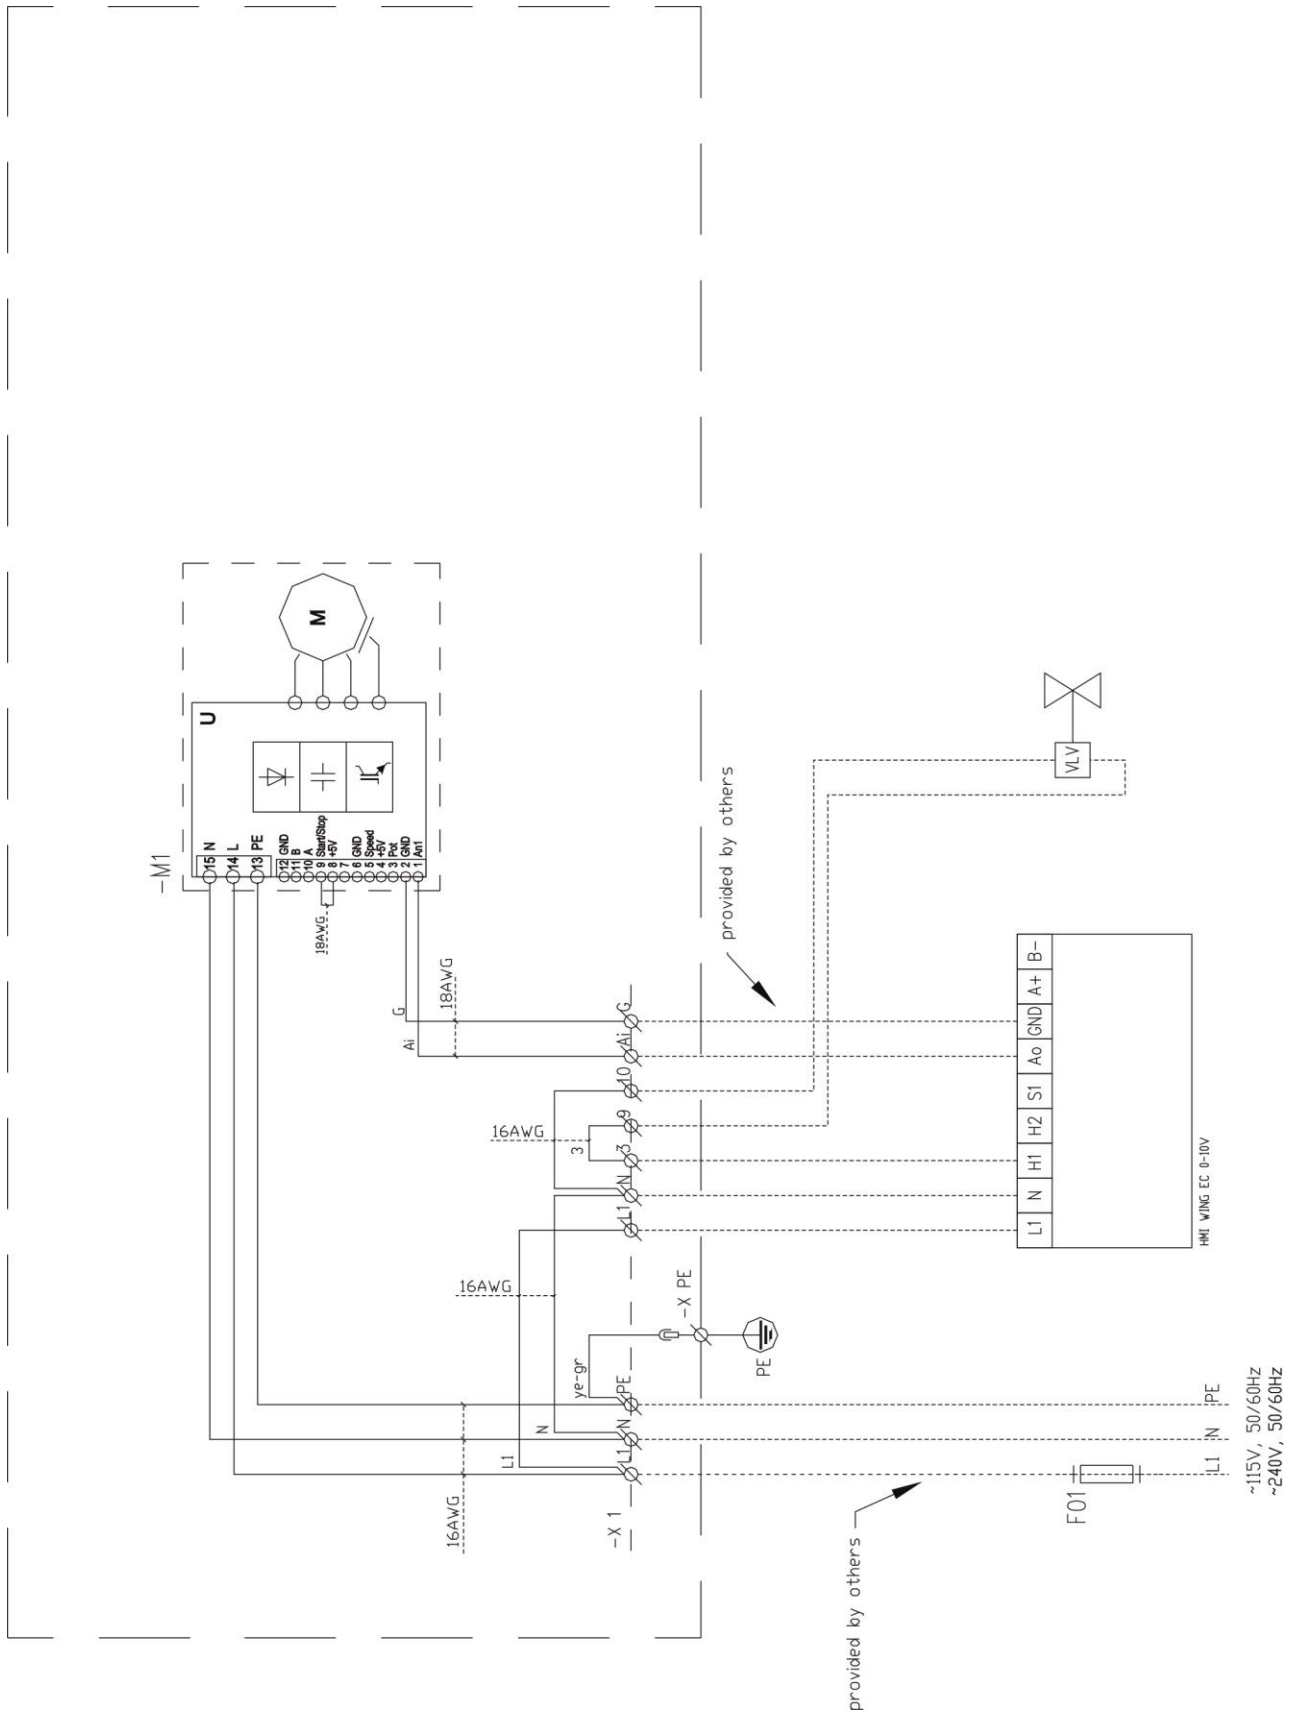 -M1
U
M
15 N
14 L
13 PE
12 GND
11 B
10 A
9 Start/Stop
8 +5V
7
6 GND
5 Speed
4 +5V
3 Pot
2 GND
1 An1
18AWG
G
Ai
18AWG
16AWG
3
16AWG
16AWG
L1
N
ye-gr
-X 1
L1
N
PE
L1
N
3
9
10
Ai
G
-X PE
PE
provided by others
provided by others
VLV
L1
N
H1
H2
S1
Ao
GND
A+
B-
HMI WING EC 0-10V
F01
L1
N
PE
~115V, 50/60Hz
~240V, 50/60Hz